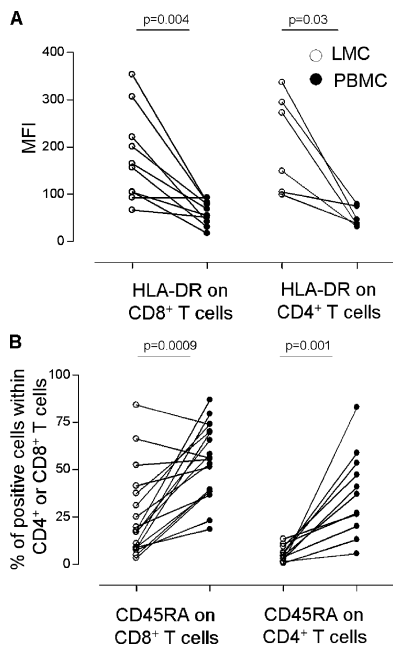 A
p=0.004
p=0.03
LMC
PBMC
MFI
400
300
200
100
0
HLA-DR on
CD8⁺ T cells
HLA-DR on
CD4⁺ T cells
B
p=0.0009
p=0.001
% of positive cells within
CD4⁺ or CD8⁺ T cells
100
75
50
25
0
CD45RA on
CD8⁺ T cells
CD45RA on
CD4⁺ T cells